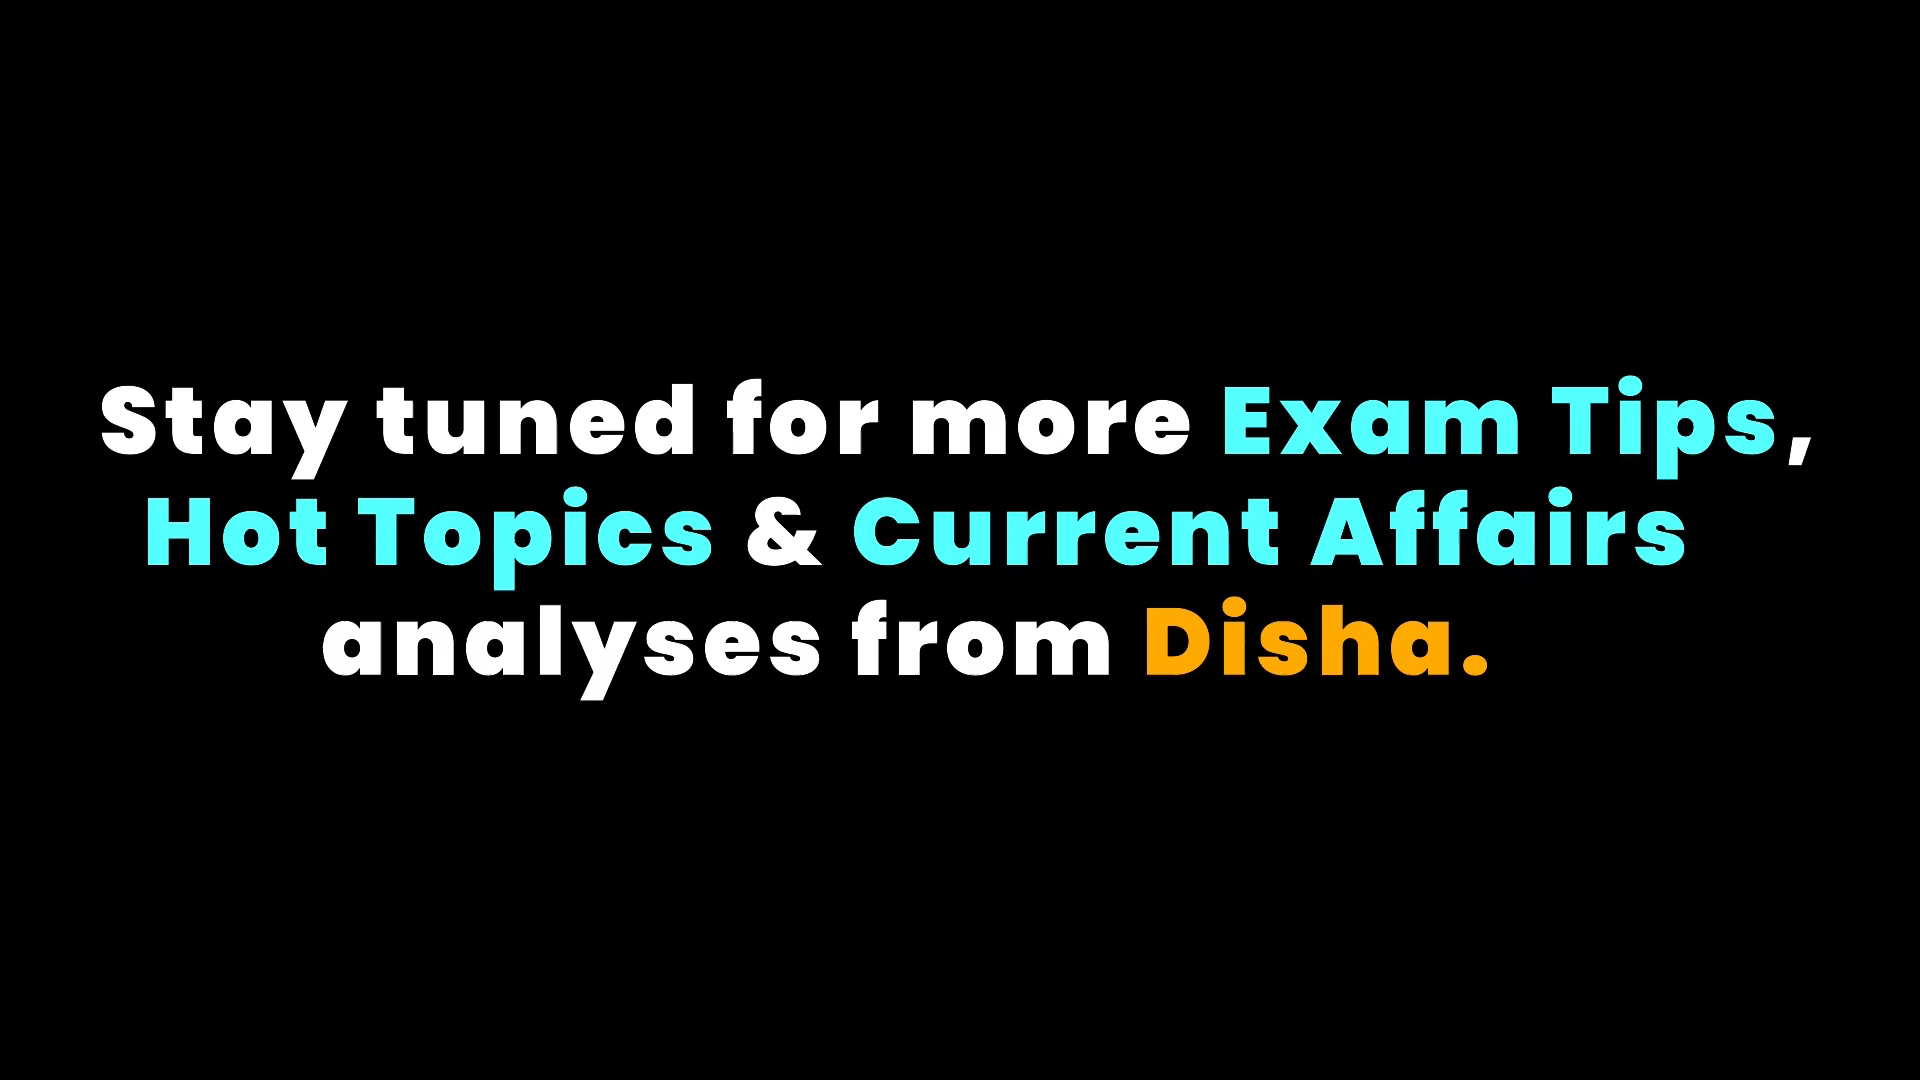 Stay tuned for more Exam Tips,
Hot Topics & Current Affairs
analyses from Disha.